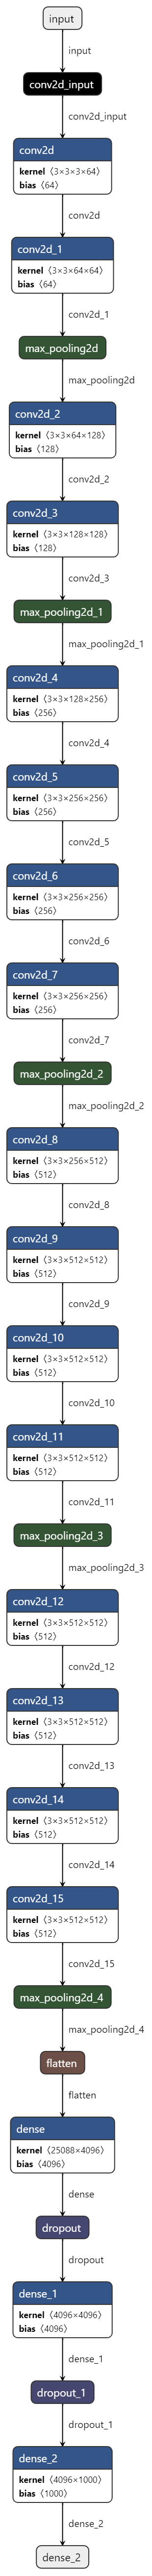 input
input
conv2d_input
conv2d_input
conv2d
kernel ⟨3×3×3×64⟩
bias ⟨64⟩
conv2d
conv2d_1
kernel ⟨3×3×64×64⟩
bias ⟨64⟩
conv2d_1
max_pooling2d
max_pooling2d
conv2d_2
kernel ⟨3×3×64×128⟩
bias ⟨128⟩
conv2d_2
conv2d_3
kernel ⟨3×3×128×128⟩
bias ⟨128⟩
conv2d_3
max_pooling2d_1
max_pooling2d_1
conv2d_4
kernel ⟨3×3×128×256⟩
bias ⟨256⟩
conv2d_4
conv2d_5
kernel ⟨3×3×256×256⟩
bias ⟨256⟩
conv2d_5
conv2d_6
kernel ⟨3×3×256×256⟩
bias ⟨256⟩
conv2d_6
conv2d_7
kernel ⟨3×3×256×256⟩
bias ⟨256⟩
conv2d_7
max_pooling2d_2
max_pooling2d_2
conv2d_8
kernel ⟨3×3×256×512⟩
bias ⟨512⟩
conv2d_8
conv2d_9
kernel ⟨3×3×512×512⟩
bias ⟨512⟩
conv2d_9
conv2d_10
kernel ⟨3×3×512×512⟩
bias ⟨512⟩
conv2d_10
conv2d_11
kernel ⟨3×3×512×512⟩
bias ⟨512⟩
conv2d_11
max_pooling2d_3
max_pooling2d_3
conv2d_12
kernel ⟨3×3×512×512⟩
bias ⟨512⟩
conv2d_12
conv2d_13
kernel ⟨3×3×512×512⟩
bias ⟨512⟩
conv2d_13
conv2d_14
kernel ⟨3×3×512×512⟩
bias ⟨512⟩
conv2d_14
conv2d_15
kernel ⟨3×3×512×512⟩
bias ⟨512⟩
conv2d_15
max_pooling2d_4
max_pooling2d_4
flatten
flatten
dense
kernel ⟨25088×4096⟩
bias ⟨4096⟩
dense
dropout
dropout
dense_1
kernel ⟨4096×4096⟩
bias ⟨4096⟩
dense_1
dropout_1
dropout_1
dense_2
kernel ⟨4096×1000⟩
bias ⟨1000⟩
dense_2
dense_2